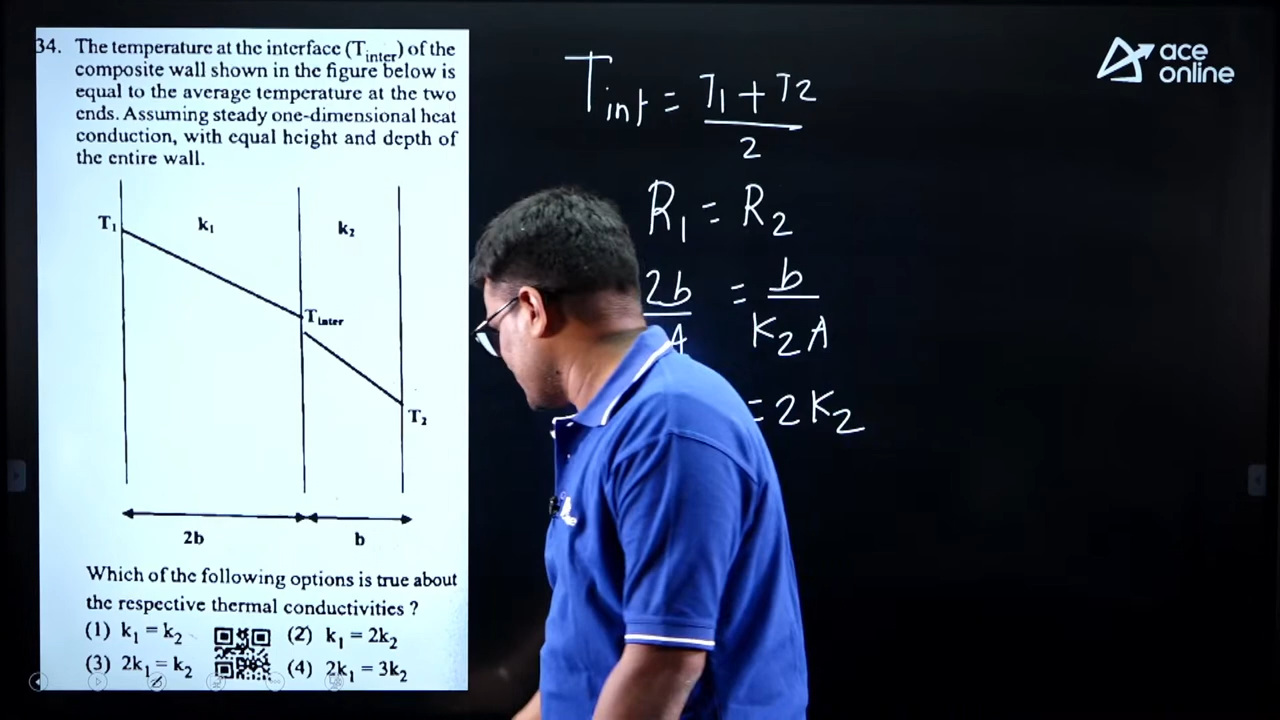 34. The temperature at the interface (Tinter) of the
composite wall shown in the figure below is
equal to the average temperature at the two
ends. Assuming steady one-dimensional heat
conduction, with equal height and depth of
the entire wall.
T1 k1 k2
Tinter
T2
2b b
Which of the following options is true about
the respective thermal conductivities ?
(1) k1 = k2 (2) k1 = 2k2
(3) 2k1 = k2 (4) 2k1 = 3k2
Tint = T1 + T2
2
R1 = R2
2b = b
A K2 A
= 2K2
ace
online